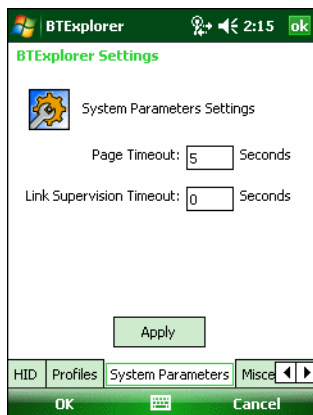 BTExplorer 2:15 ok
BTExplorer Settings
System Parameters Settings
Page Timeout: 5 Seconds
Link Supervision Timeout: 0 Seconds
Apply
HID Profiles System Parameters Misce
OK Cancel